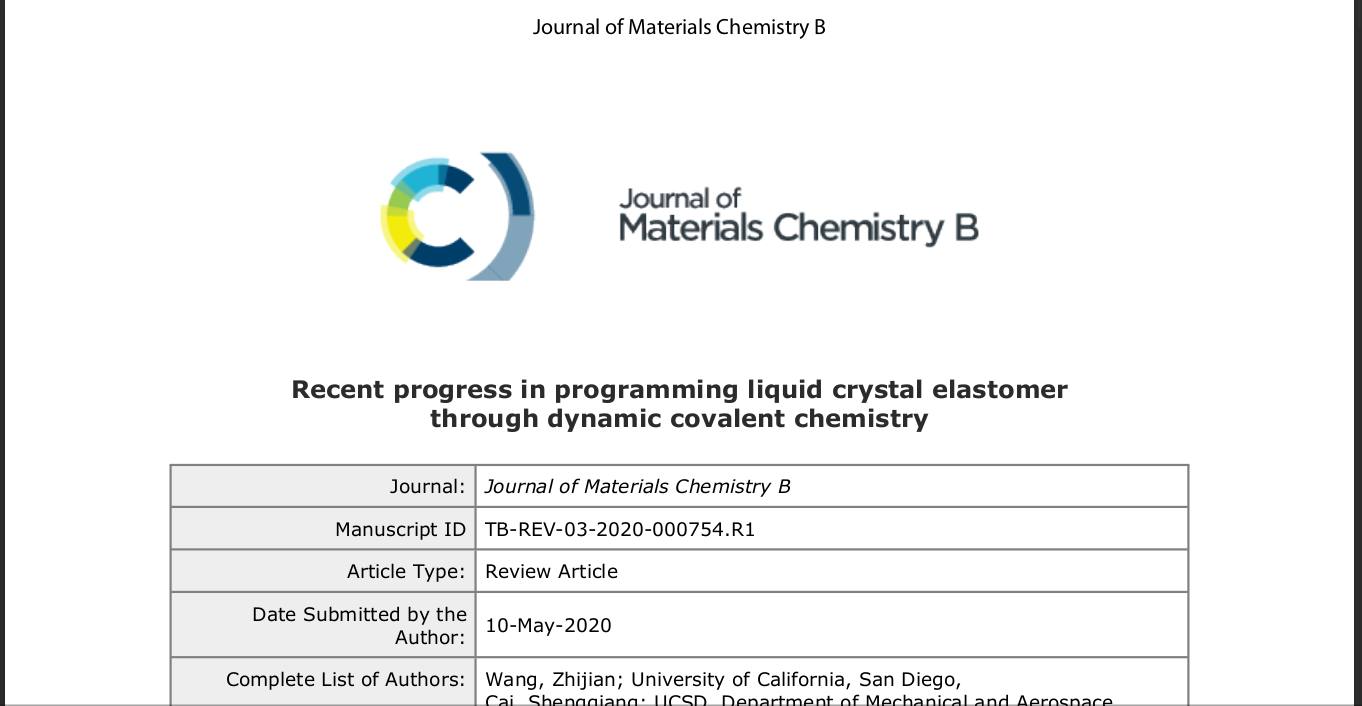 Journal of Materials Chemistry B
Journal of
Materials Chemistry B
Recent progress in programming liquid crystal elastomer
through dynamic covalent chemistry
Journal: Journal of Materials Chemistry B
Manuscript ID TB-REV-03-2020-000754.R1
Article Type: Review Article
Date Submitted by the
Author: 10-May-2020
Complete List of Authors: Wang, Zhijian; University of California, San Diego,
Cai, Shengqiang; UCSD, Department of Mechanical and Aerospace